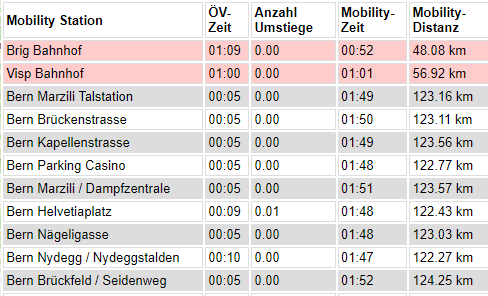 Mobility Station ÖV-Zeit Anzahl Umstiege Mobility-Zeit Mobility-Distanz
Brig Bahnhof 01:09 0.00 00:52 48.08 km
Visp Bahnhof 01:00 0.00 01:01 56.92 km
Bern Marzili Talstation 00:05 0.00 01:49 123.16 km
Bern Brückenstrasse 00:05 0.00 01:50 123.11 km
Bern Kapellenstrasse 00:05 0.00 01:49 123.56 km
Bern Parking Casino 00:05 0.00 01:48 122.77 km
Bern Marzili / Dampfzentrale 00:05 0.00 01:51 123.57 km
Bern Helvetiaplatz 00:09 0.01 01:48 122.43 km
Bern Nägeligasse 00:05 0.00 01:48 123.03 km
Bern Nydegg / Nydeggstalden 00:10 0.00 01:47 122.27 km
Bern Brückfeld / Seidenweg 00:05 0.00 01:52 124.25 km